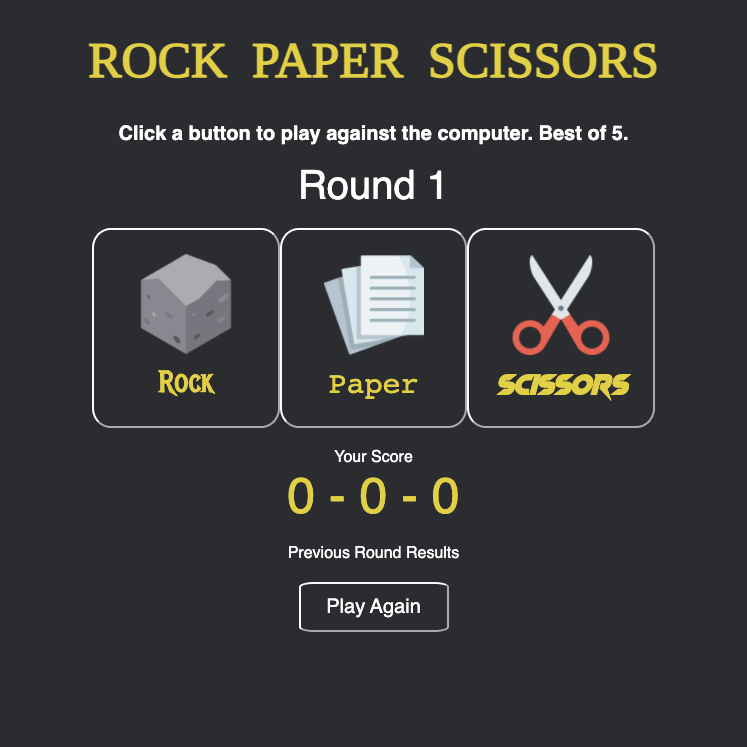 ROCK PAPER SCISSORS
Click a button to play against the computer. Best of 5.
Round 1
Rock Paper SCISSORS
Your Score
0 - 0 - 0
Previous Round Results
Play Again